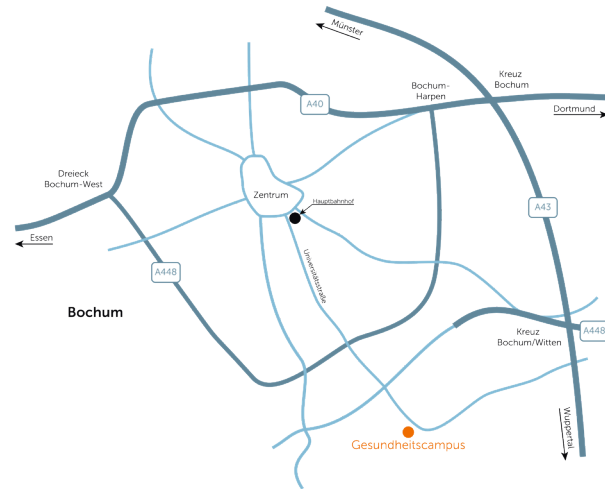 Münster
Kreuz
Bochum
Bochum-
Harpen
A40
Dortmund
Dreieck
Bochum-West
Zentrum
Hauptbahnhof
A43
Essen
A448
Universitätsstraße
Bochum
A448
Kreuz
Bochum/Witten
Wuppertal
Gesundheitscampus